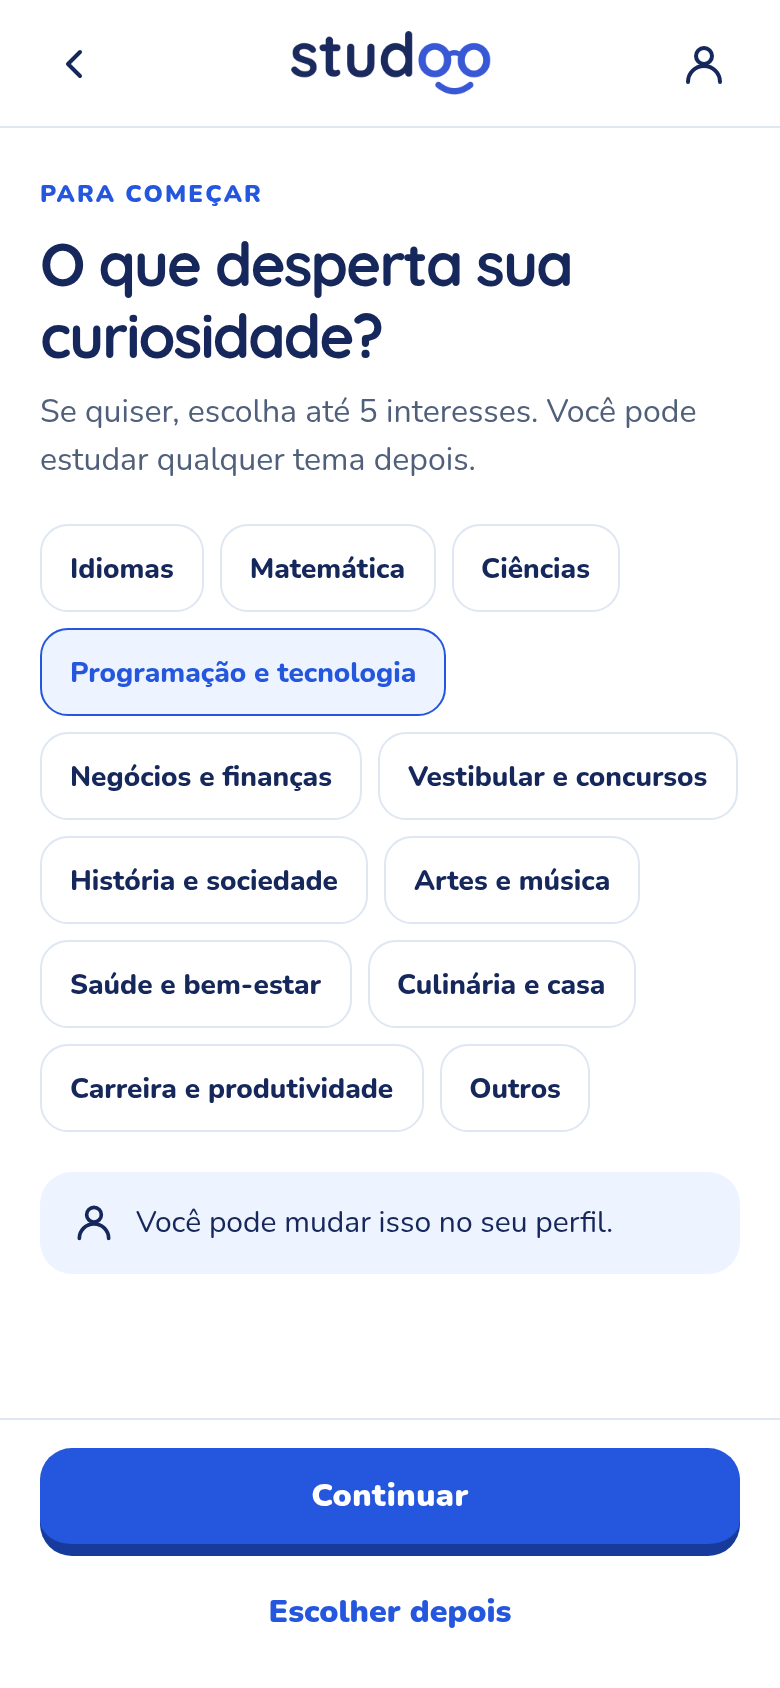 studoo
PARA COMEÇAR
O que desperta sua
curiosidade?
Se quiser, escolha até 5 interesses. Você pode
estudar qualquer tema depois.
Idiomas
Matemática
Ciências
Programação e tecnologia
Negócios e finanças
Vestibular e concursos
História e sociedade
Artes e música
Saúde e bem-estar
Culinária e casa
Carreira e produtividade
Outros
Você pode mudar isso no seu perfil.
Continuar
Escolher depois